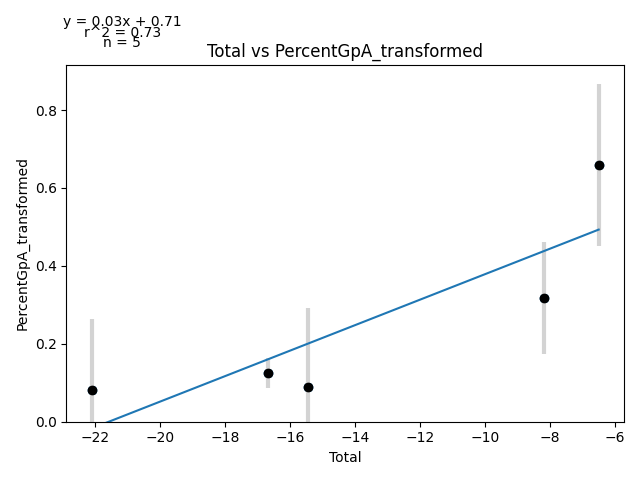 y = 0.03x + 0.71
r^2 = 0.73
n = 5
Total vs PercentGpA_transformed
PercentGpA_transformed
0.8
0.6
0.4
0.2
0.0
−22 −20 −18 −16 −14 −12 −10 −8 −6
Total